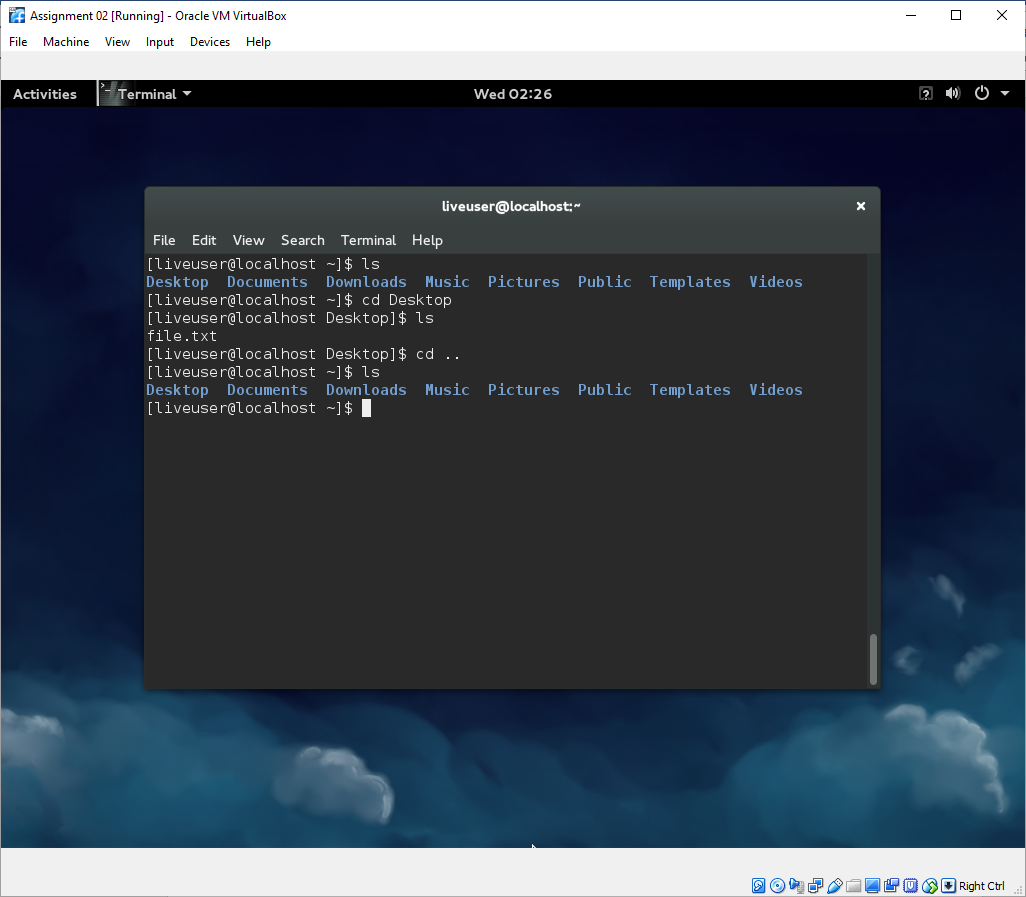 Assignment 02 [Running] - Oracle VM VirtualBox
File Machine View Input Devices Help
Activities Terminal Wed 02:26
liveuser@localhost:~
File Edit View Search Terminal Help
[liveuser@localhost ~]$ ls
Desktop Documents Downloads Music Pictures Public Templates Videos
[liveuser@localhost ~]$ cd Desktop
[liveuser@localhost Desktop]$ ls
file.txt
[liveuser@localhost Desktop]$ cd ..
[liveuser@localhost ~]$ ls
Desktop Documents Downloads Music Pictures Public Templates Videos
[liveuser@localhost ~]$
Right Ctrl